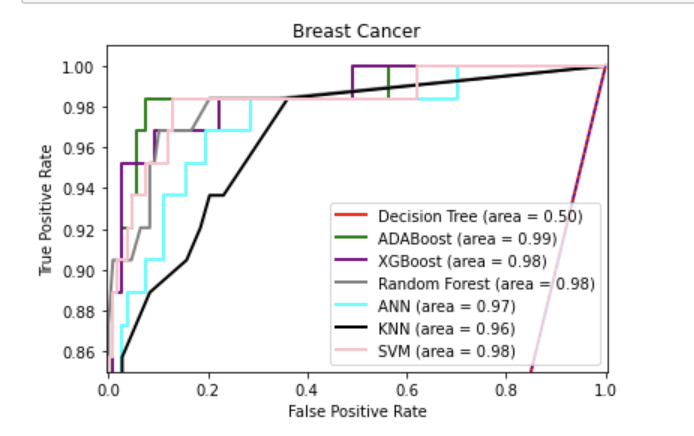 Breast Cancer
True Positive Rate
1.00
0.98
0.96
0.94
0.92
0.90
0.88
0.86
Decision Tree (area = 0.50)
ADABoost (area = 0.99)
XGBoost (area = 0.98)
Random Forest (area = 0.98)
ANN (area = 0.97)
KNN (area = 0.96)
SVM (area = 0.98)
0.0 0.2 0.4 0.6 0.8 1.0
False Positive Rate